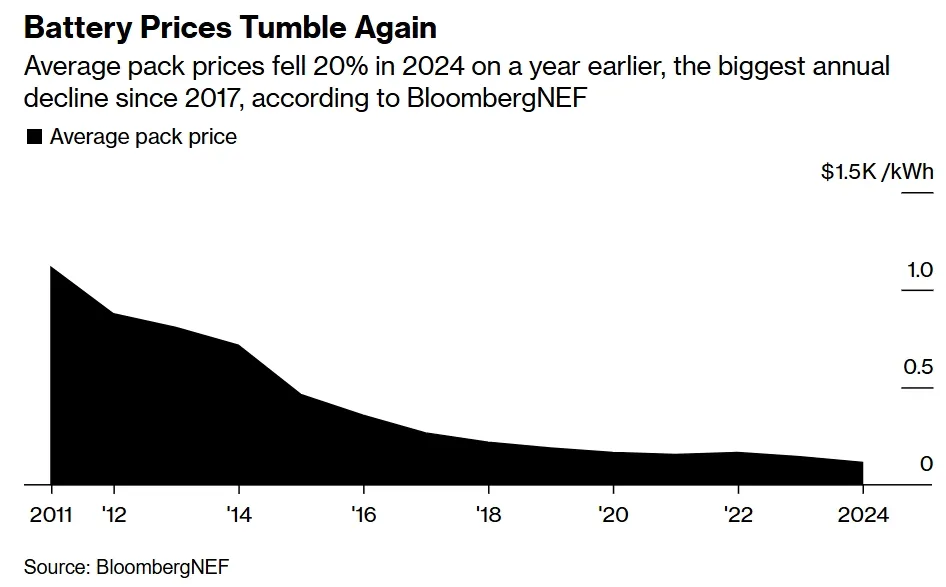 Battery Prices Tumble Again
Average pack prices fell 20% in 2024 on a year earlier, the biggest annual
decline since 2017, according to BloombergNEF
Average pack price
$1.5K /kWh
1.0
0.5
0
2011 '12 '14 '16 '18 '20 '22 2024
Source: BloombergNEF